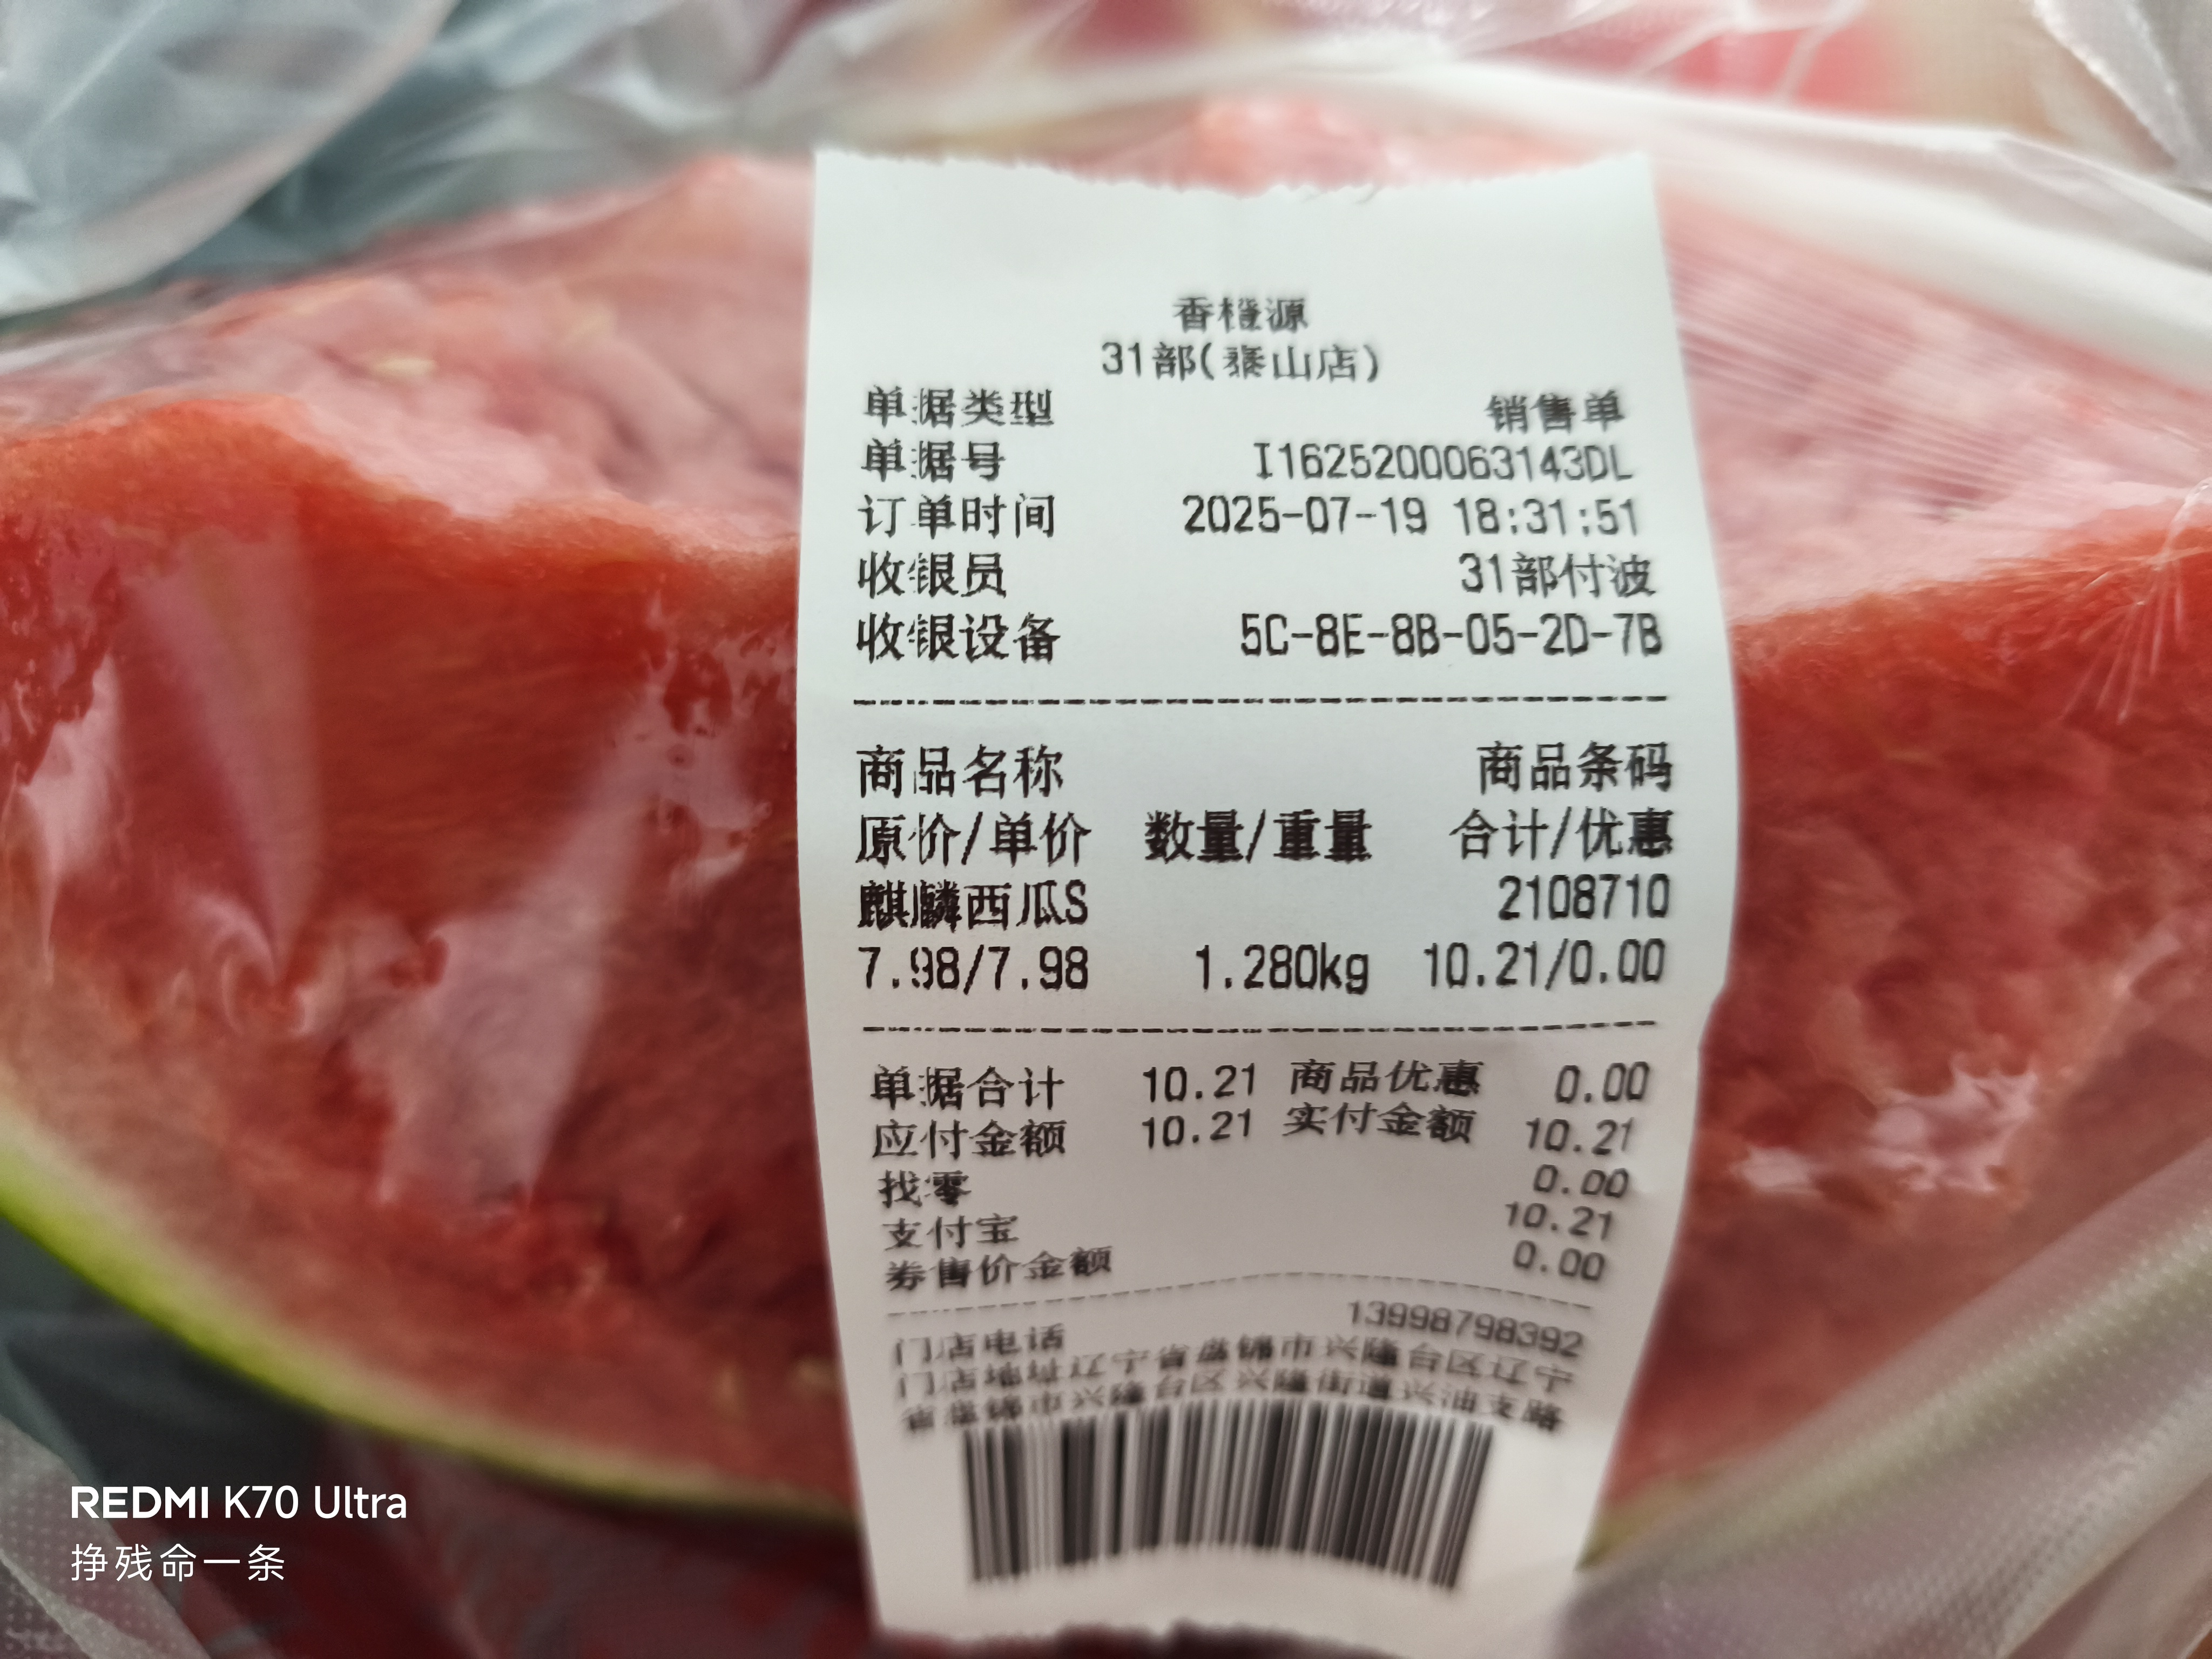 香橙源
31部(泰山店)
单据类型 销售单
单据号 I1625200063143DL
订单时间 2025-07-19 18:31:51
收银员 31部付波
收银设备 5C-8E-8B-05-2D-7B
商品名称 商品条码
原价/单价 数量/重量 合计/优惠
麒麟西瓜S 2108710
7.98/7.98 1.280kg 10.21/0.00
单据合计 10.21 商品优惠 0.00
应付金额 10.21 实付金额 10.21
找零 0.00
支付宝 10.21
券售价金额 0.00
门店电话 13998798392
门店地址 辽宁省盘锦市兴隆台区辽宁
省盘锦市兴隆台区兴隆街道兴油支路
REDMI K70 Ultra
挣残命一条